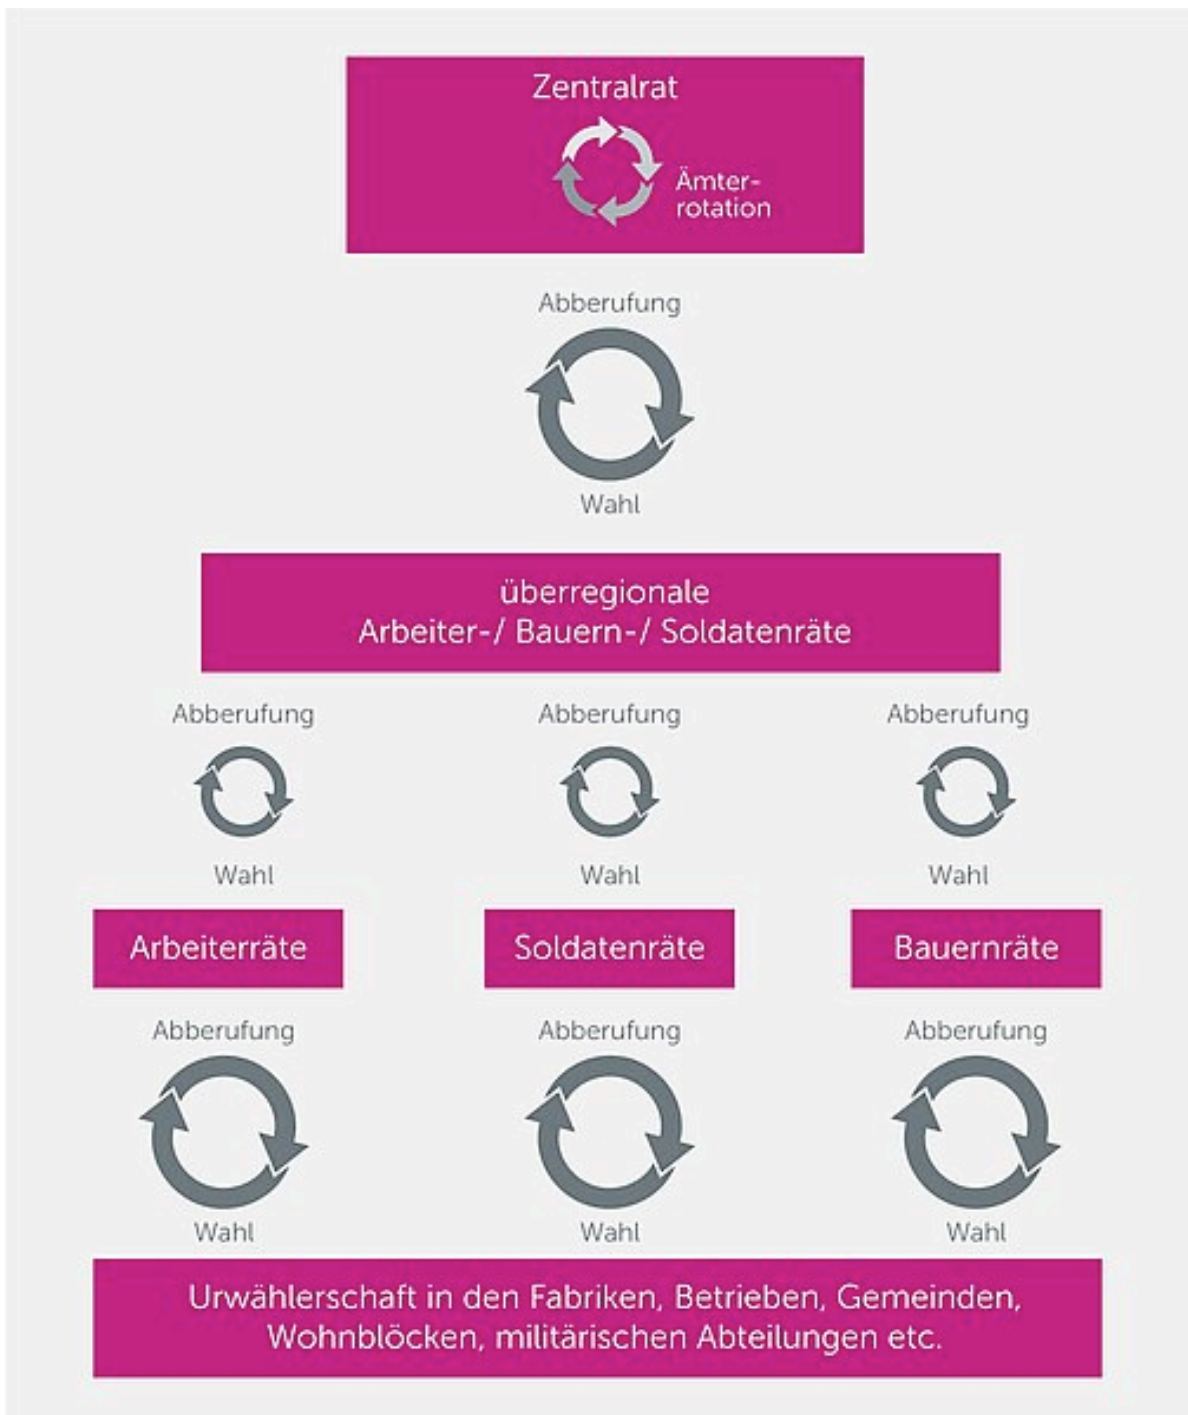 Zentralrat
Ämter-
rotation
Abberufung
Wahl
überregionale
Arbeiter-/ Bauern-/ Soldatenräte
Abberufung Abberufung Abberufung
Wahl Wahl Wahl
Arbeiterräte Soldatenräte Bauernräte
Abberufung Abberufung Abberufung
Wahl Wahl Wahl
Urwählerschaft in den Fabriken, Betrieben, Gemeinden,
Wohnblöcken, militärischen Abteilungen etc.